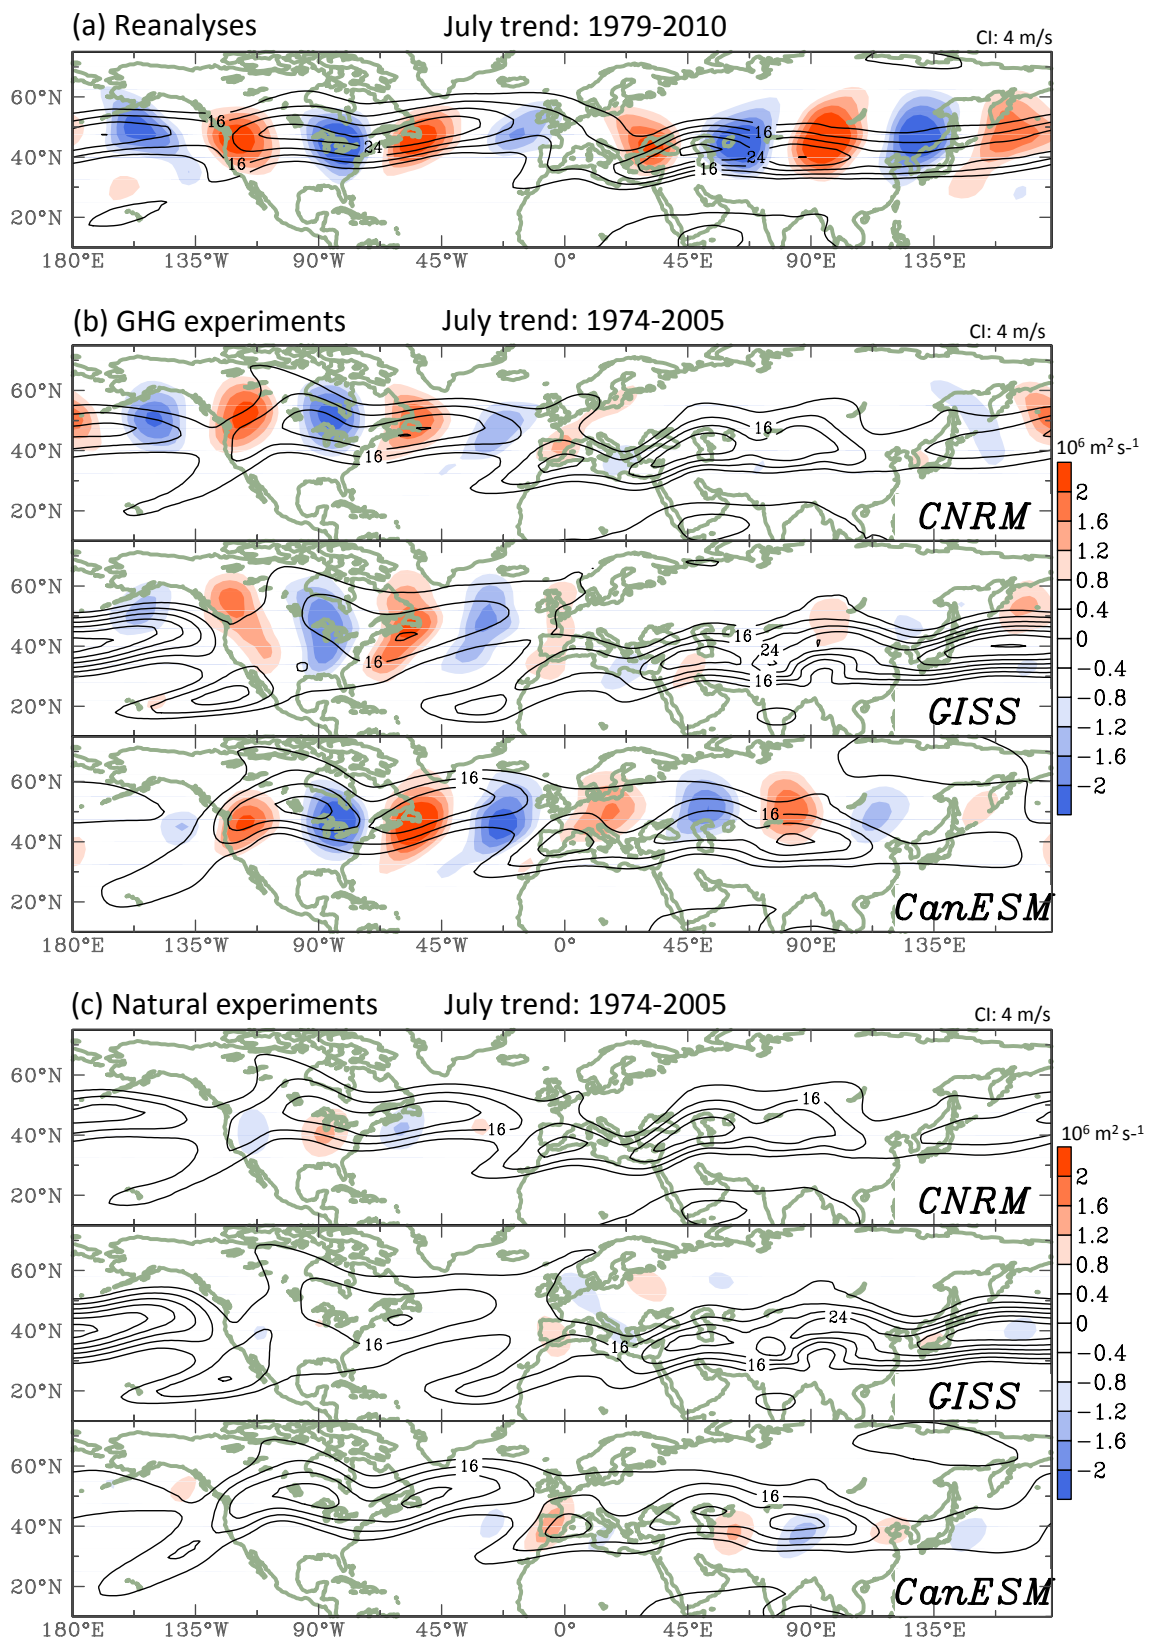 (a) Reanalyses July trend: 1979-2010
CI: 4 m/s
60°N
40°N
20°N
16
16
24
16
24
16
180°E 135°W 90°W 45°W 0° 45°E 90°E 135°E
(b) GHG experiments July trend: 1974-2005
CI: 4 m/s
60°N
40°N
20°N
16
16
CNRM
60°N
40°N
20°N
16
16
24
16
GISS
60°N
40°N
20°N
16
16
CanESM
180°E 135°W 90°W 45°W 0° 45°E 90°E 135°E
10⁶ m² s-¹
2
1.6
1.2
0.8
0.4
0
−0.4
−0.8
−1.2
−1.6
−2
(c) Natural experiments July trend: 1974-2005
CI: 4 m/s
60°N
40°N
20°N
16
16
CNRM
60°N
40°N
20°N
24
16
16
16
GISS
60°N
40°N
20°N
16
16
CanESM
180°E 135°W 90°W 45°W 0° 45°E 90°E 135°E
10⁶ m² s-¹
2
1.6
1.2
0.8
0.4
0
−0.4
−0.8
−1.2
−1.6
−2